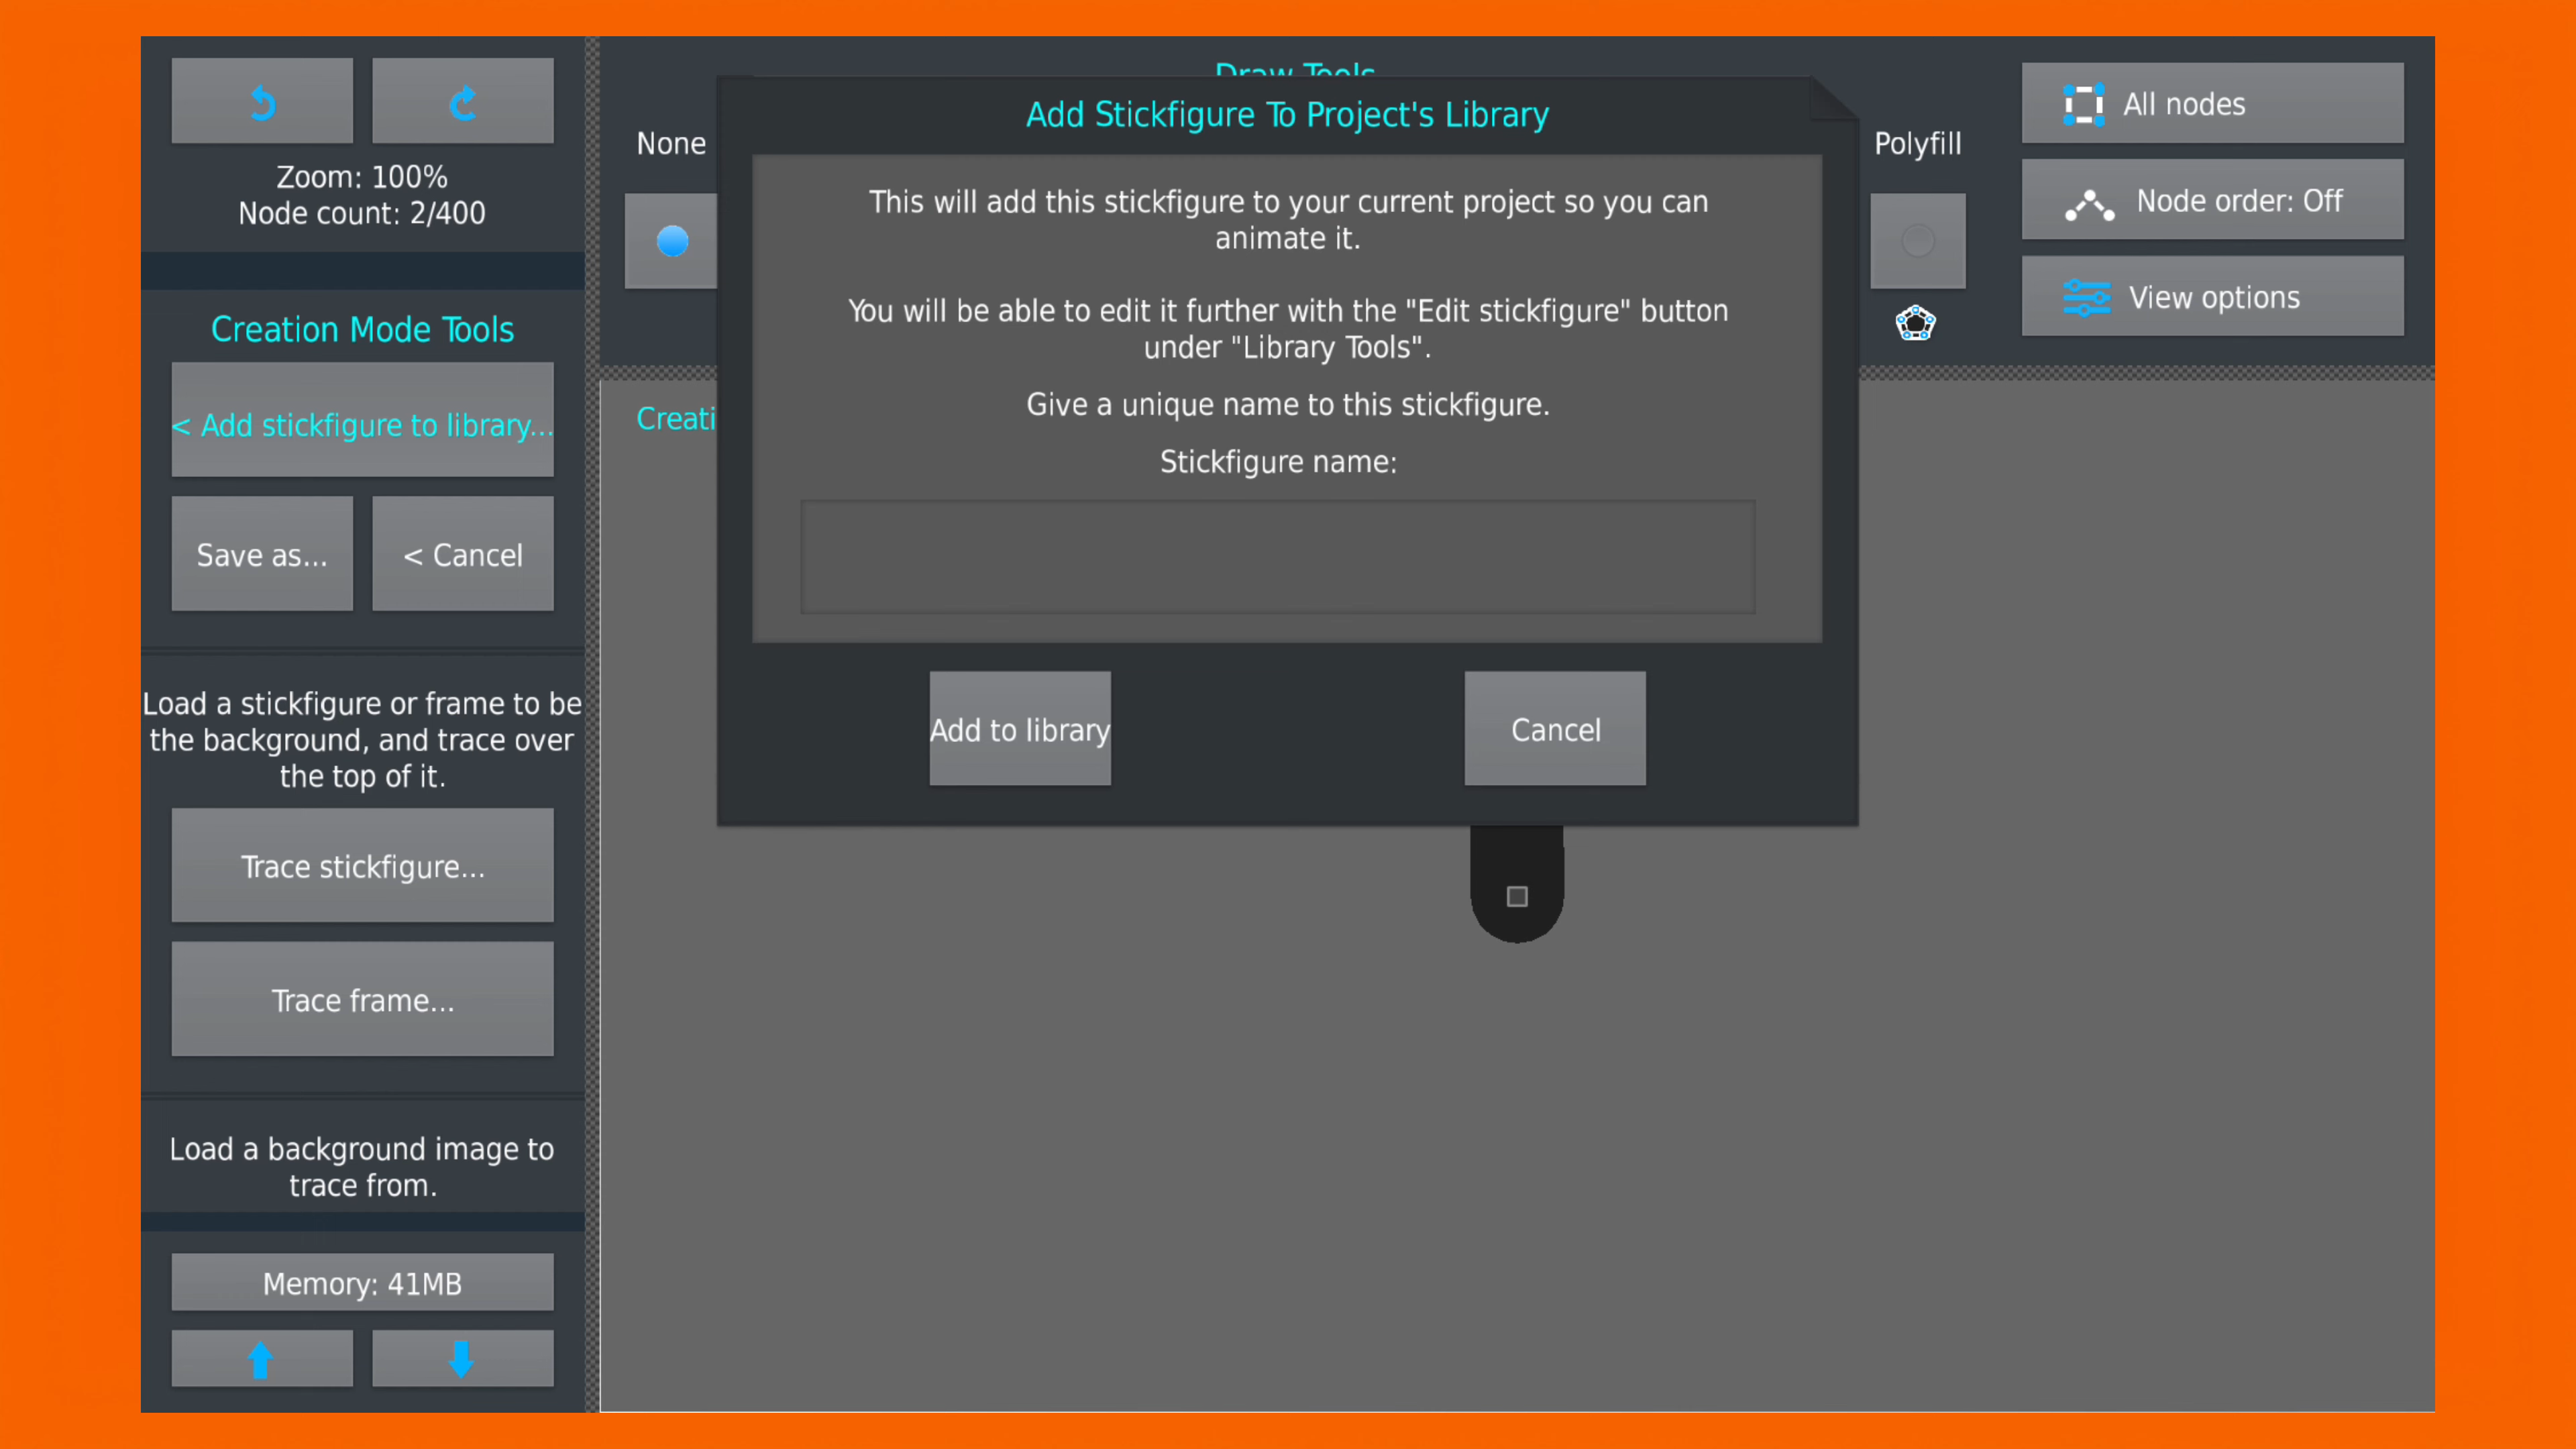 Zoom: 100%
Node count: 2/400
Creation Mode Tools
< Add stickfigure to library...
Save as...
< Cancel
Load a stickfigure or frame to be
the background, and trace over
the top of it.
Trace stickfigure...
Trace frame...
Load a background image to
trace from.
Memory: 41MB
Draw Tools
None
Creati
Add Stickfigure To Project's Library
This will add this stickfigure to your current project so you can
animate it.
You will be able to edit it further with the "Edit stickfigure" button
under "Library Tools".
Give a unique name to this stickfigure.
Stickfigure name:
Add to library
Cancel
Polyfill
All nodes
Node order: Off
View options